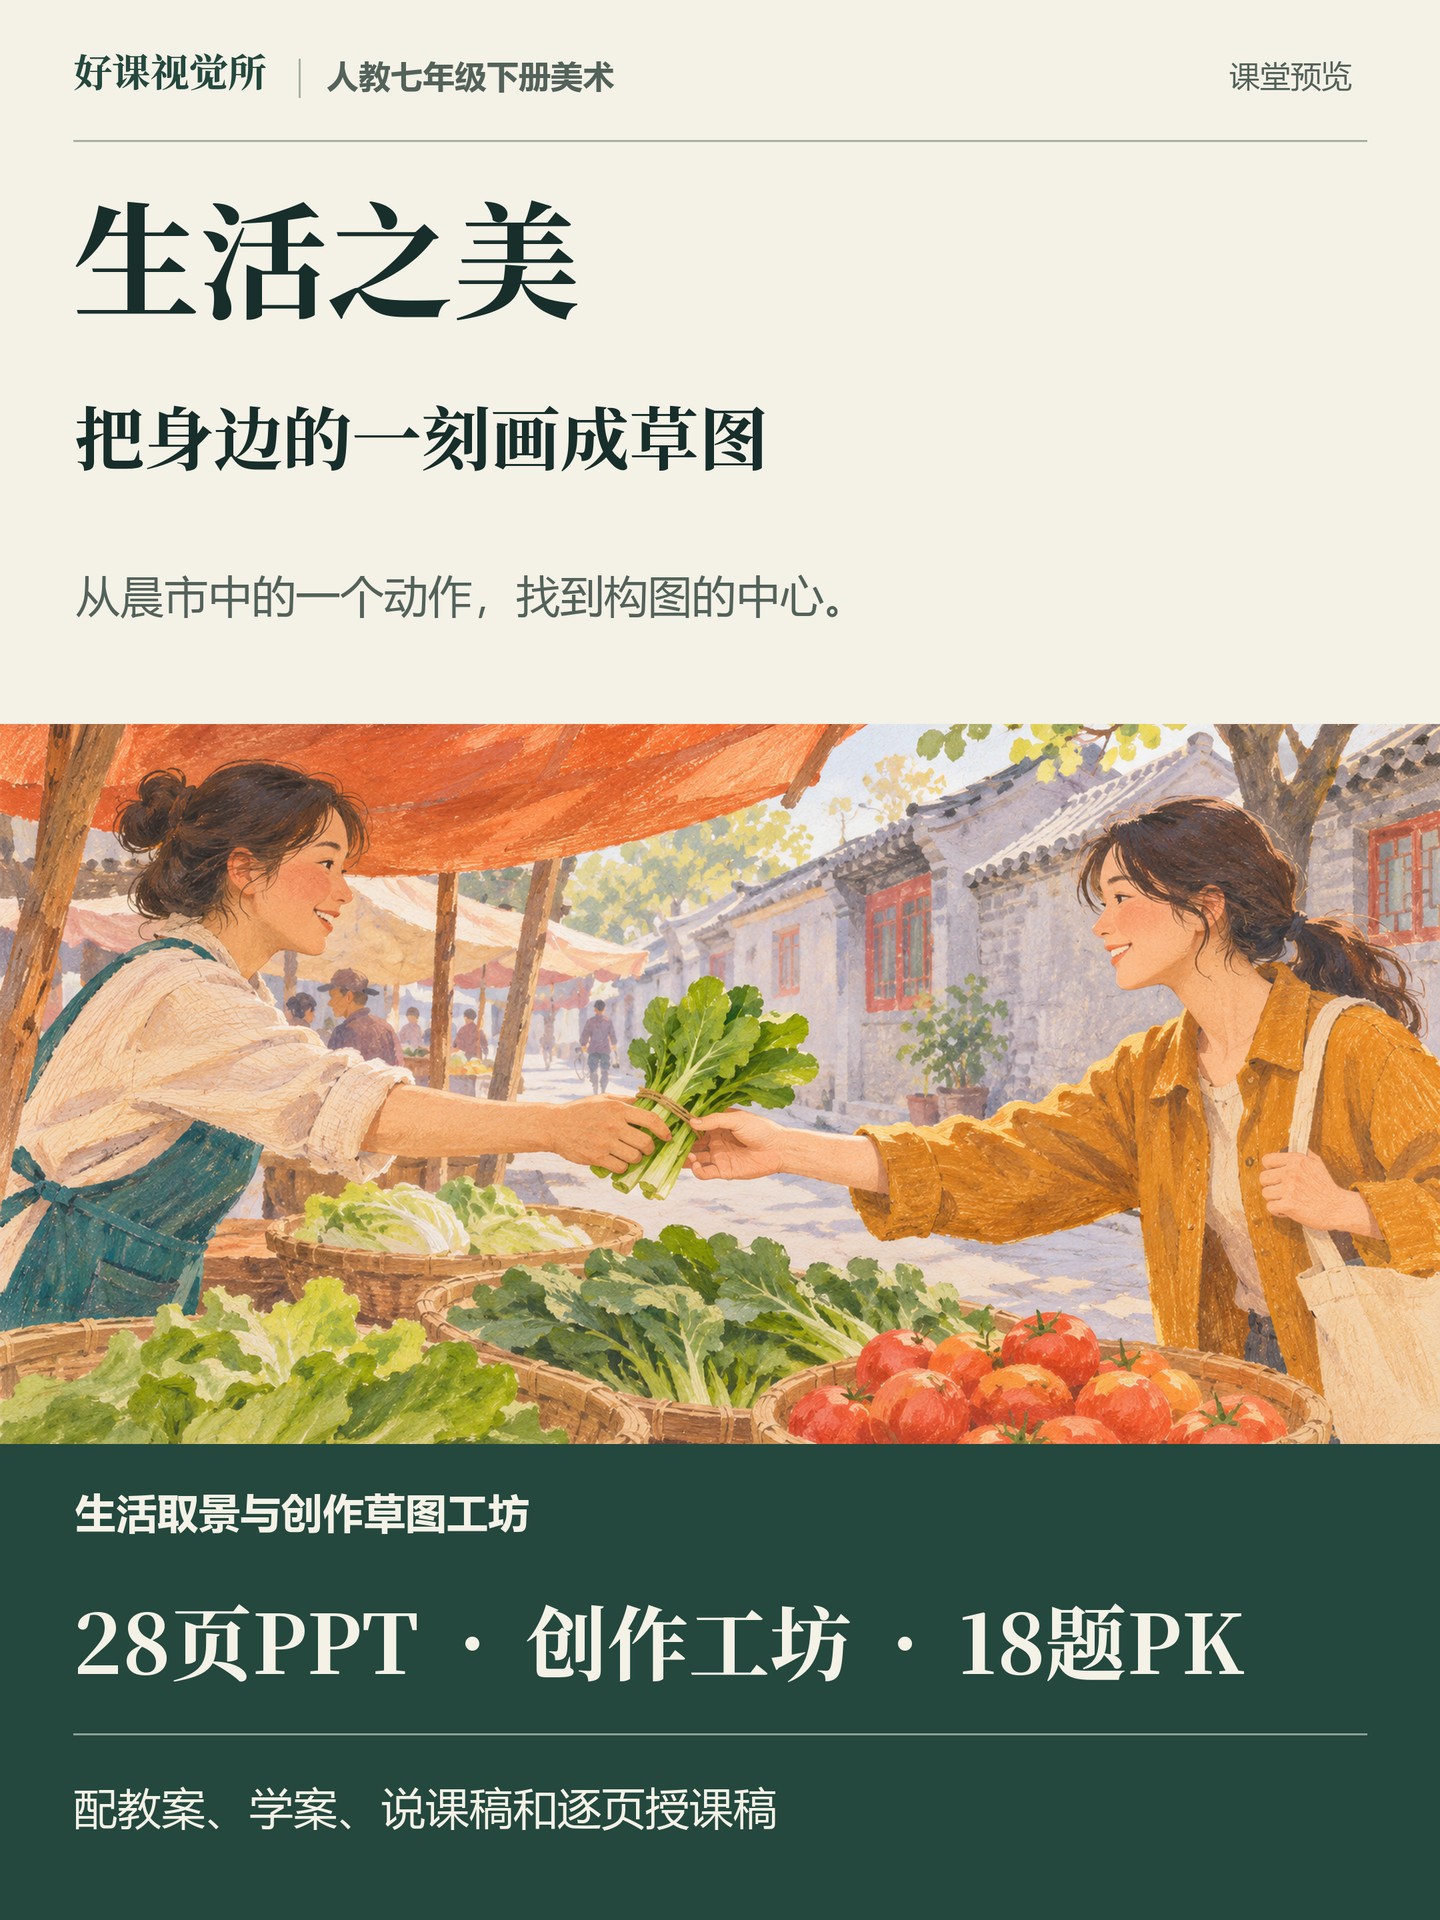 好课视觉所 | 人教七年级下册美术 课堂预览
生活之美
把身边的一刻画成草图
从晨市中的一个动作，找到构图的中心。
生活取景与创作草图工坊
28页PPT · 创作工坊 · 18题PK
配教案、学案、说课稿和逐页授课稿